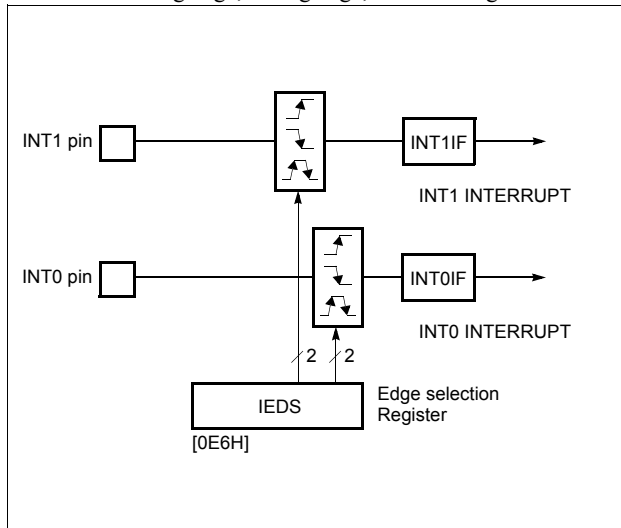 INT1 pin
INT1IF
INT1 INTERRUPT
INT0 pin
INT0IF
INT0 INTERRUPT
2 2
IEDS
Edge selection
Register
[0E6H]